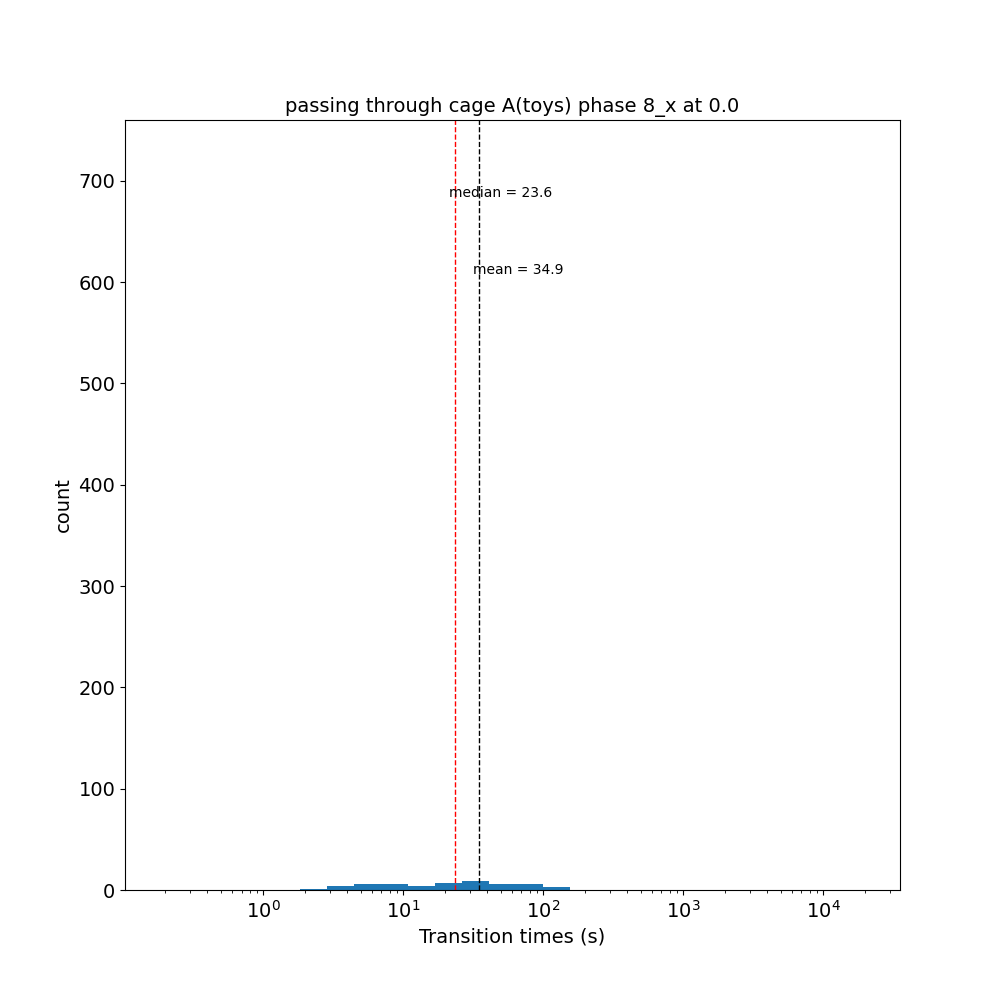 passing through cage A(toys) phase 8_x at 0.0
700
median = 23.6
mean = 34.9
600
500
400
count
300
200
100
0
10^0
10^1
10^2
10^3
10^4
Transition times (s)